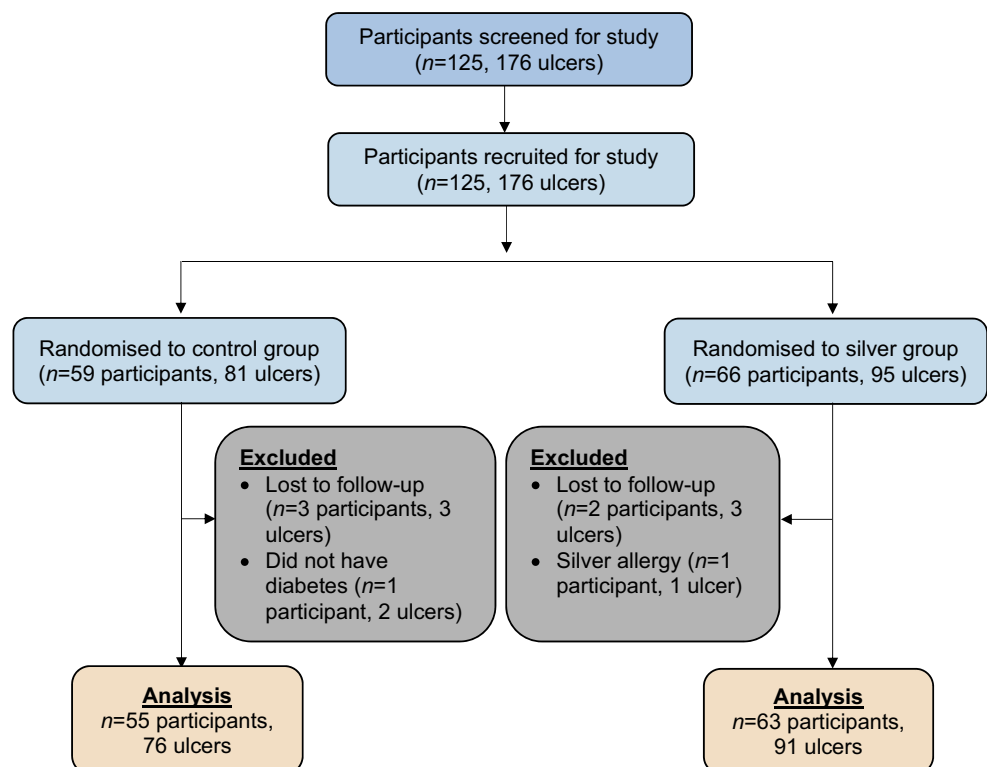 Participants screened for study
(n=125, 176 ulcers)
Participants recruited for study
(n=125, 176 ulcers)
Randomised to control group
(n=59 participants, 81 ulcers)
Randomised to silver group
(n=66 participants, 95 ulcers)
Excluded
• Lost to follow-up
(n=3 participants, 3
ulcers)
• Did not have
diabetes (n=1
participant, 2 ulcers)
Excluded
• Lost to follow-up
(n=2 participants, 3
ulcers)
• Silver allergy (n=1
participant, 1 ulcer)
Analysis
n=55 participants,
76 ulcers
Analysis
n=63 participants,
91 ulcers